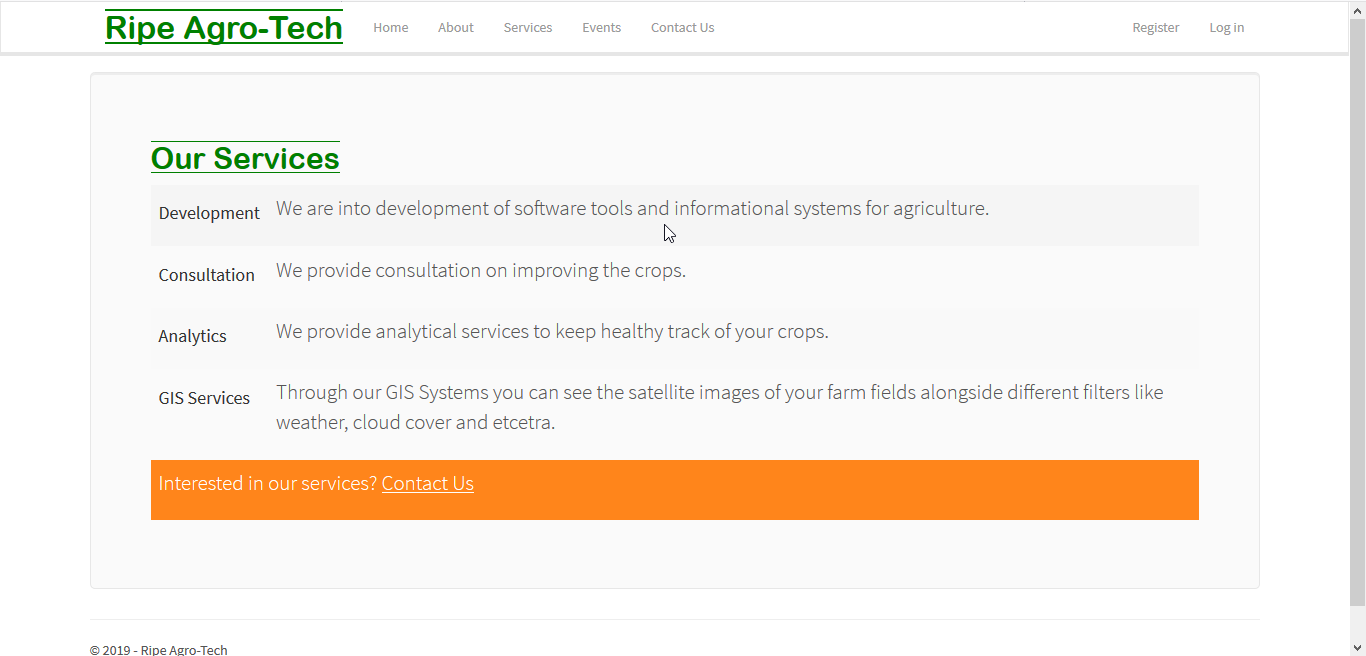 Ripe Agro-Tech Home About Services Events Contact Us Register Log in
Our Services
Development We are into development of software tools and informational systems for agriculture.
Consultation We provide consultation on improving the crops.
Analytics We provide analytical services to keep healthy track of your crops.
GIS Services Through our GIS Systems you can see the satellite images of your farm fields alongside different filters like
weather, cloud cover and etcetra.
Interested in our services? Contact Us
© 2019 - Ripe Agro-Tech